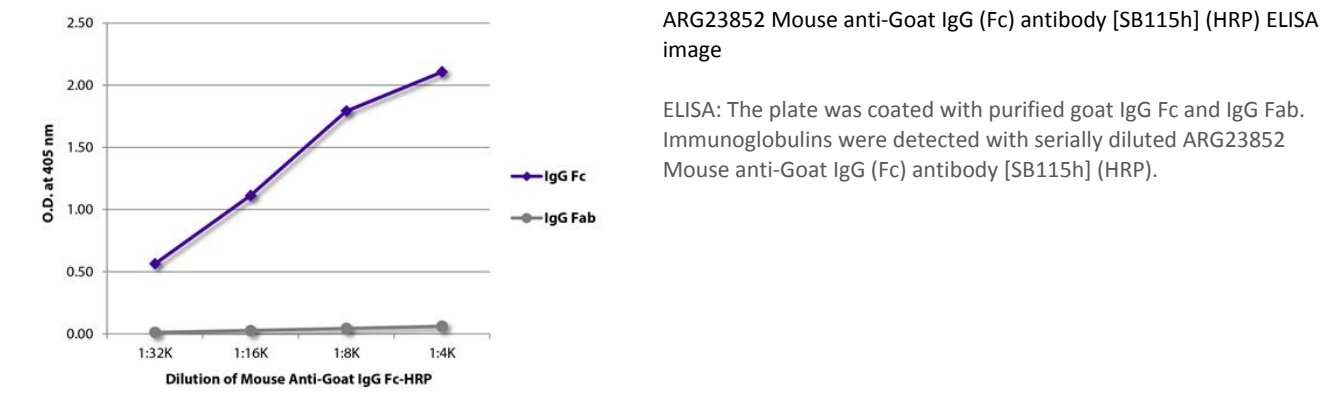 2.50
2.00
1.50
1.00
0.50
0.00
O.D. at 405 nm
1:32K 1:16K 1:8K 1:4K
Dilution of Mouse Anti-Goat IgG Fc-HRP
IgG Fc
IgG Fab
ARG23852 Mouse anti-Goat IgG (Fc) antibody [SB115h] (HRP) ELISA
image
ELISA: The plate was coated with purified goat IgG Fc and IgG Fab.
Immunoglobulins were detected with serially diluted ARG23852
Mouse anti-Goat IgG (Fc) antibody [SB115h] (HRP).